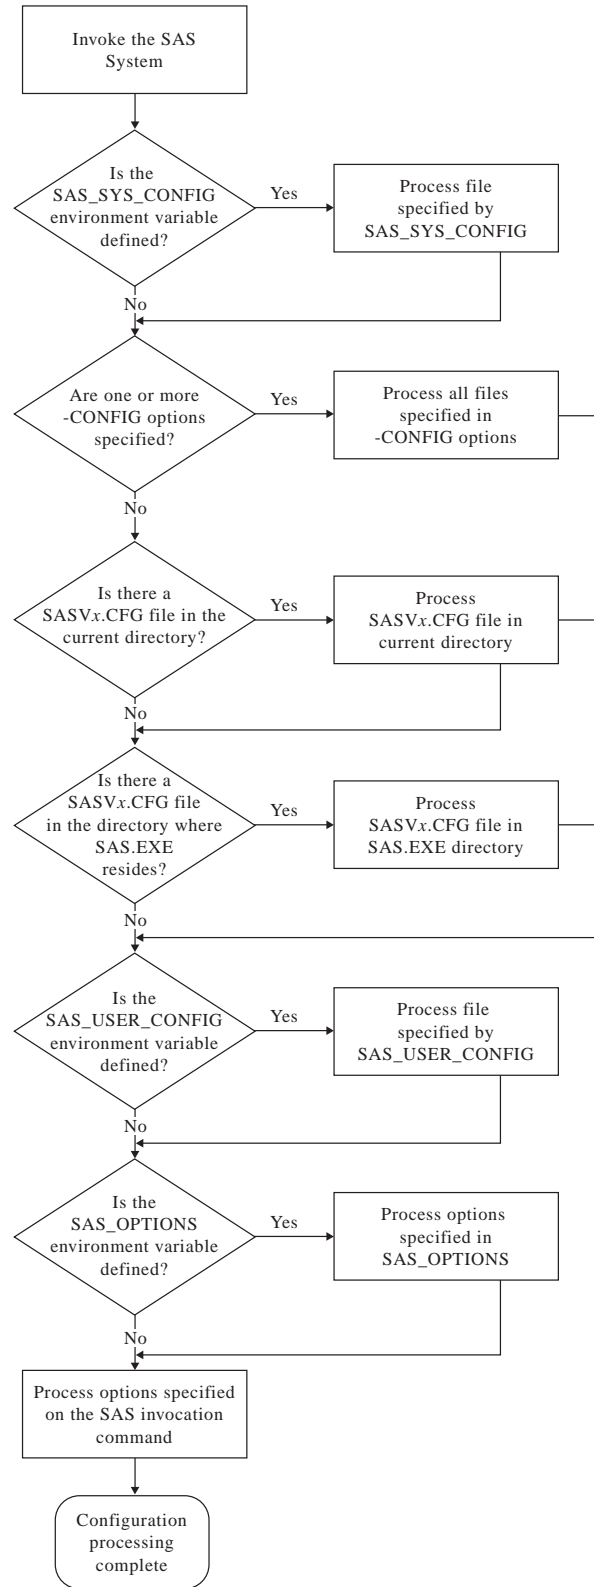 Invoke the SAS
System
Is the
SAS_SYS_CONFIG
environment variable
defined?
Yes
Process file
specified by
SAS_SYS_CONFIG
No
Are one or more
-CONFIG options
specified?
Yes
Process all files
specified in
-CONFIG options
No
Is there a
SASVx.CFG file in the
current directory?
Yes
Process
SASVx.CFG file in
current directory
No
Is there a
SASVx.CFG file
in the directory where
SAS.EXE
resides?
Yes
Process
SASVx.CFG file in
SAS.EXE directory
No
Is the
SAS_USER_CONFIG
environment variable
defined?
Yes
Process file
specified by
SAS_USER_CONFIG
No
Is the
SAS_OPTIONS
environment variable
defined?
Yes
Process options
specified in
SAS_OPTIONS
No
Process options specified
on the SAS invocation
command
Configuration
processing
complete